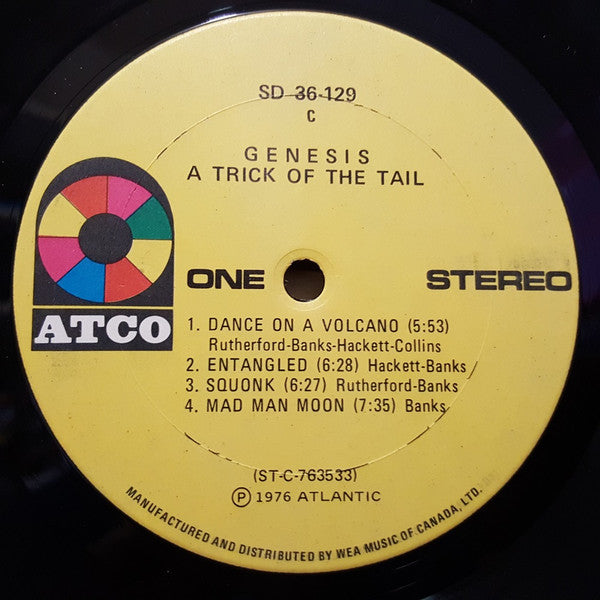 SD 36-129
C
GENESIS
A TRICK OF THE TAIL
ATCO
ONE
STEREO
1. DANCE ON A VOLCANO (5:53)
Rutherford-Banks-Hackett-Collins
2. ENTANGLED (6:28) Hackett-Banks
3. SQUONK (6:27) Rutherford-Banks
4. MAD MAN MOON (7:35) Banks
(ST-C-763533)
Ⓟ 1976 ATLANTIC
MANUFACTURED AND DISTRIBUTED BY WEA MUSIC OF CANADA, LTD.